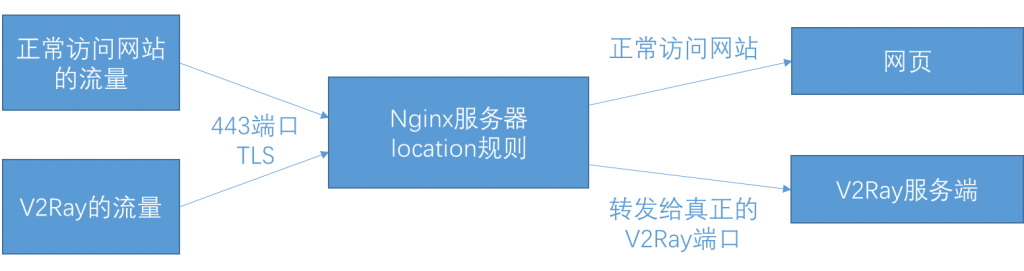 正常访问网站
的流量
V2Ray的流量
443端口
TLS
Nginx服务器
location规则
正常访问网站
转发给真正的
V2Ray端口
网页
V2Ray服务端